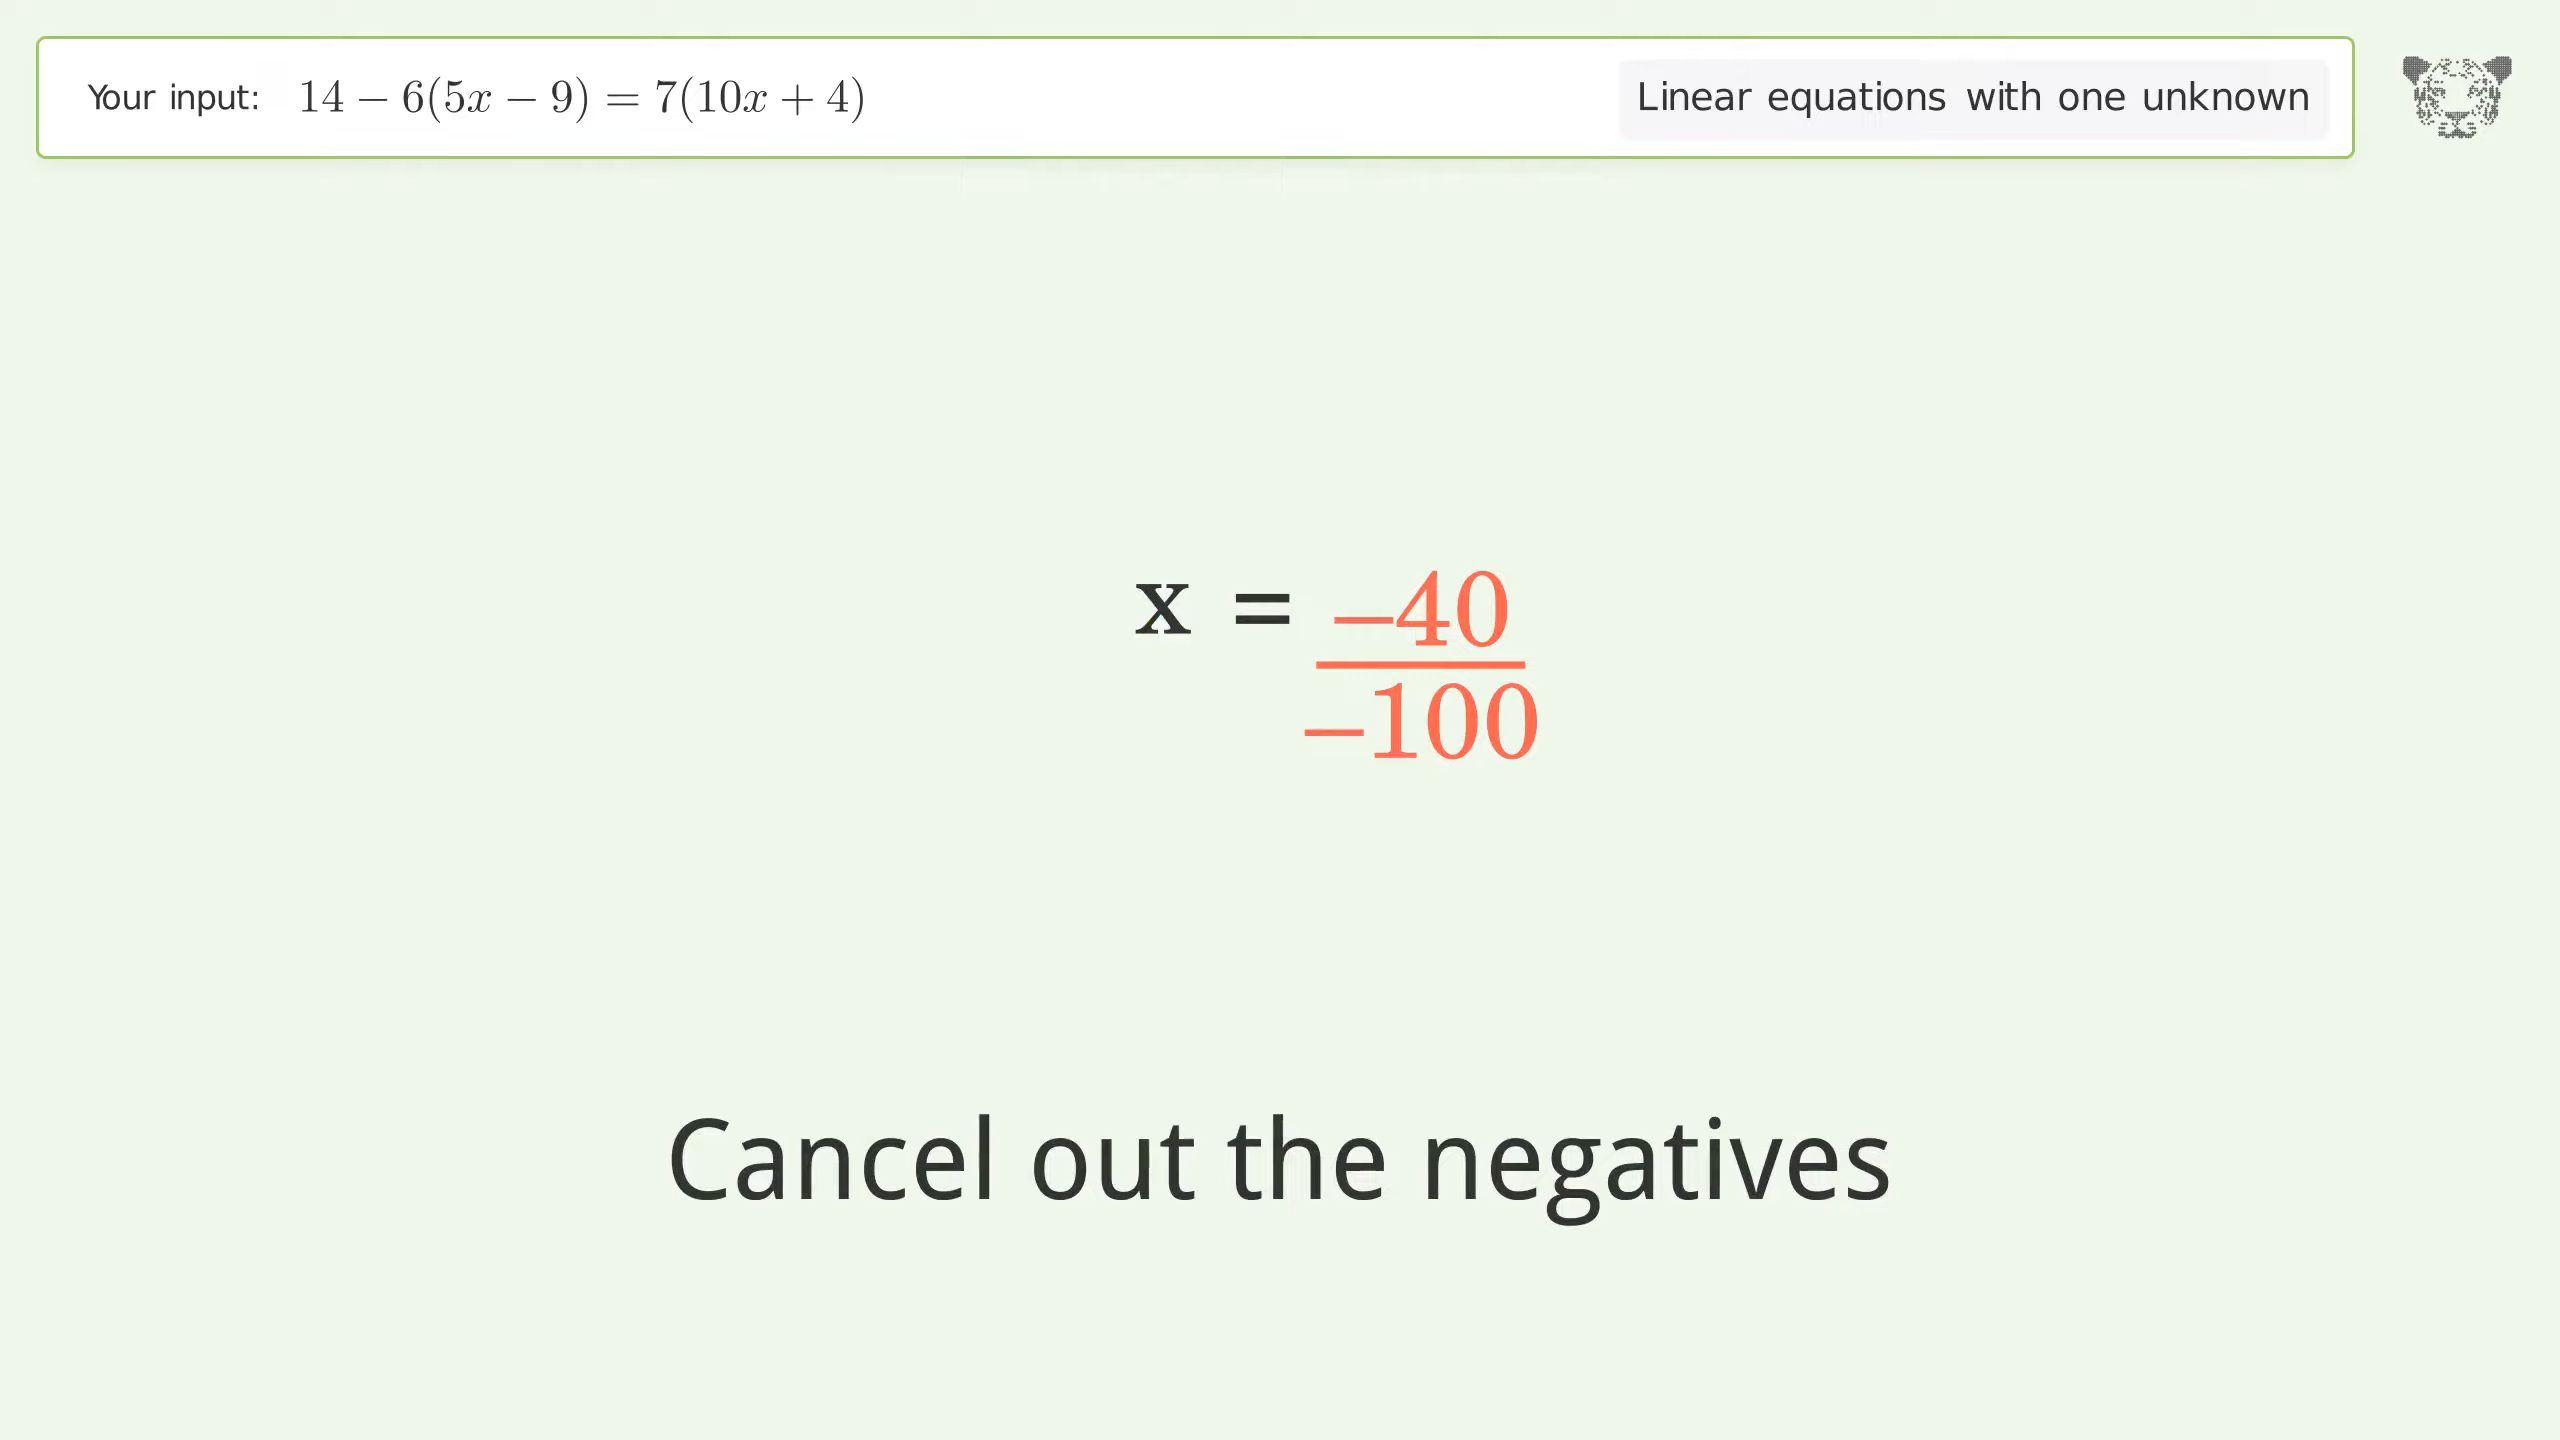 Your input: 14 − 6(5x − 9) = 7(10x + 4)
Linear equations with one unknown
x = −40
−100
Cancel out the negatives